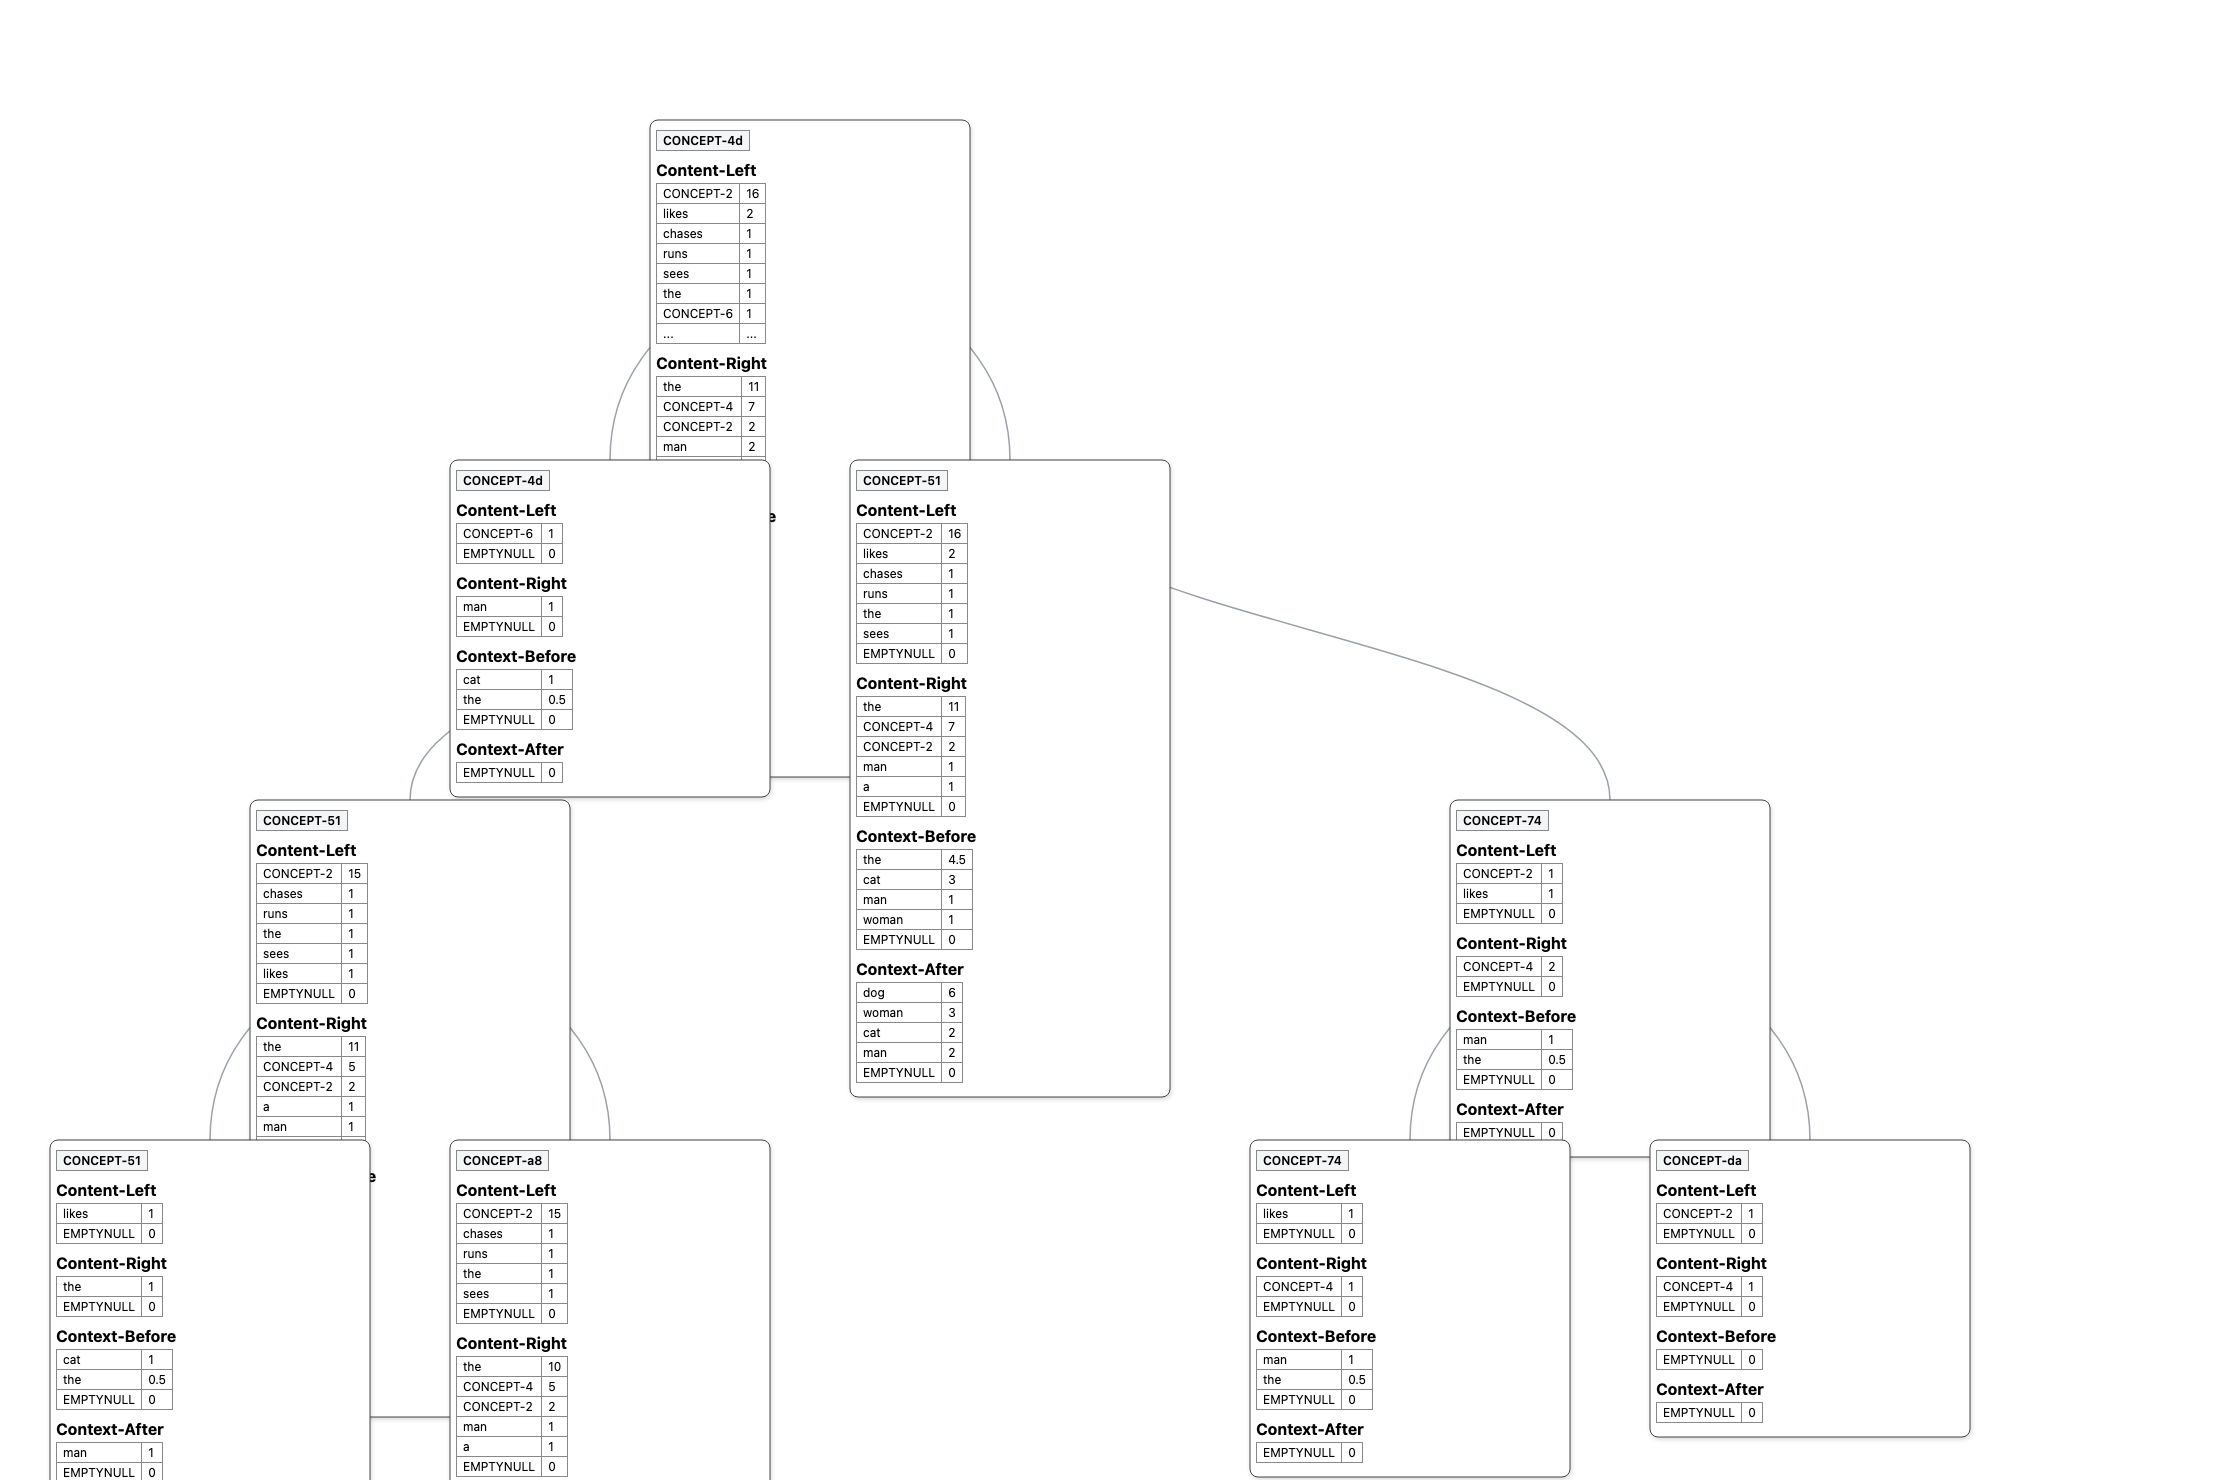 CONCEPT-4d
Content-Left
CONCEPT-2 16
likes 2
chases 1
runs 1
sees 1
the 1
CONCEPT-6 1
... ...
Content-Right
the 11
CONCEPT-4 7
CONCEPT-2 2
man 2
e
CONCEPT-4d
Content-Left
CONCEPT-6 1
EMPTYNULL 0
Content-Right
man 1
EMPTYNULL 0
Context-Before
cat 1
the 0.5
EMPTYNULL 0
Context-After
EMPTYNULL 0
CONCEPT-51
Content-Left
CONCEPT-2 16
likes 2
chases 1
runs 1
the 1
sees 1
EMPTYNULL 0
Content-Right
the 11
CONCEPT-4 7
CONCEPT-2 2
man 1
a 1
EMPTYNULL 0
Context-Before
the 4.5
cat 3
man 1
woman 1
EMPTYNULL 0
Context-After
dog 6
woman 3
cat 2
man 2
EMPTYNULL 0
CONCEPT-51
Content-Left
CONCEPT-2 15
chases 1
runs 1
the 1
sees 1
likes 1
EMPTYNULL 0
Content-Right
the 11
CONCEPT-4 5
CONCEPT-2 2
a 1
man 1
e
CONCEPT-74
Content-Left
CONCEPT-2 1
likes 1
EMPTYNULL 0
Content-Right
CONCEPT-4 2
EMPTYNULL 0
Context-Before
man 1
the 0.5
EMPTYNULL 0
Context-After
EMPTYNULL 0
CONCEPT-51
Content-Left
likes 1
EMPTYNULL 0
Content-Right
the 1
EMPTYNULL 0
Context-Before
cat 1
the 0.5
EMPTYNULL 0
Context-After
man 1
EMPTYNULL 0
CONCEPT-a8
Content-Left
CONCEPT-2 15
chases 1
runs 1
the 1
sees 1
EMPTYNULL 0
Content-Right
the 10
CONCEPT-4 5
CONCEPT-2 2
man 1
a 1
EMPTYNULL 0
CONCEPT-74
Content-Left
likes 1
EMPTYNULL 0
Content-Right
CONCEPT-4 1
EMPTYNULL 0
Context-Before
man 1
the 0.5
EMPTYNULL 0
Context-After
EMPTYNULL 0
CONCEPT-da
Content-Left
CONCEPT-2 1
EMPTYNULL 0
Content-Right
CONCEPT-4 1
EMPTYNULL 0
Context-Before
EMPTYNULL 0
Context-After
EMPTYNULL 0